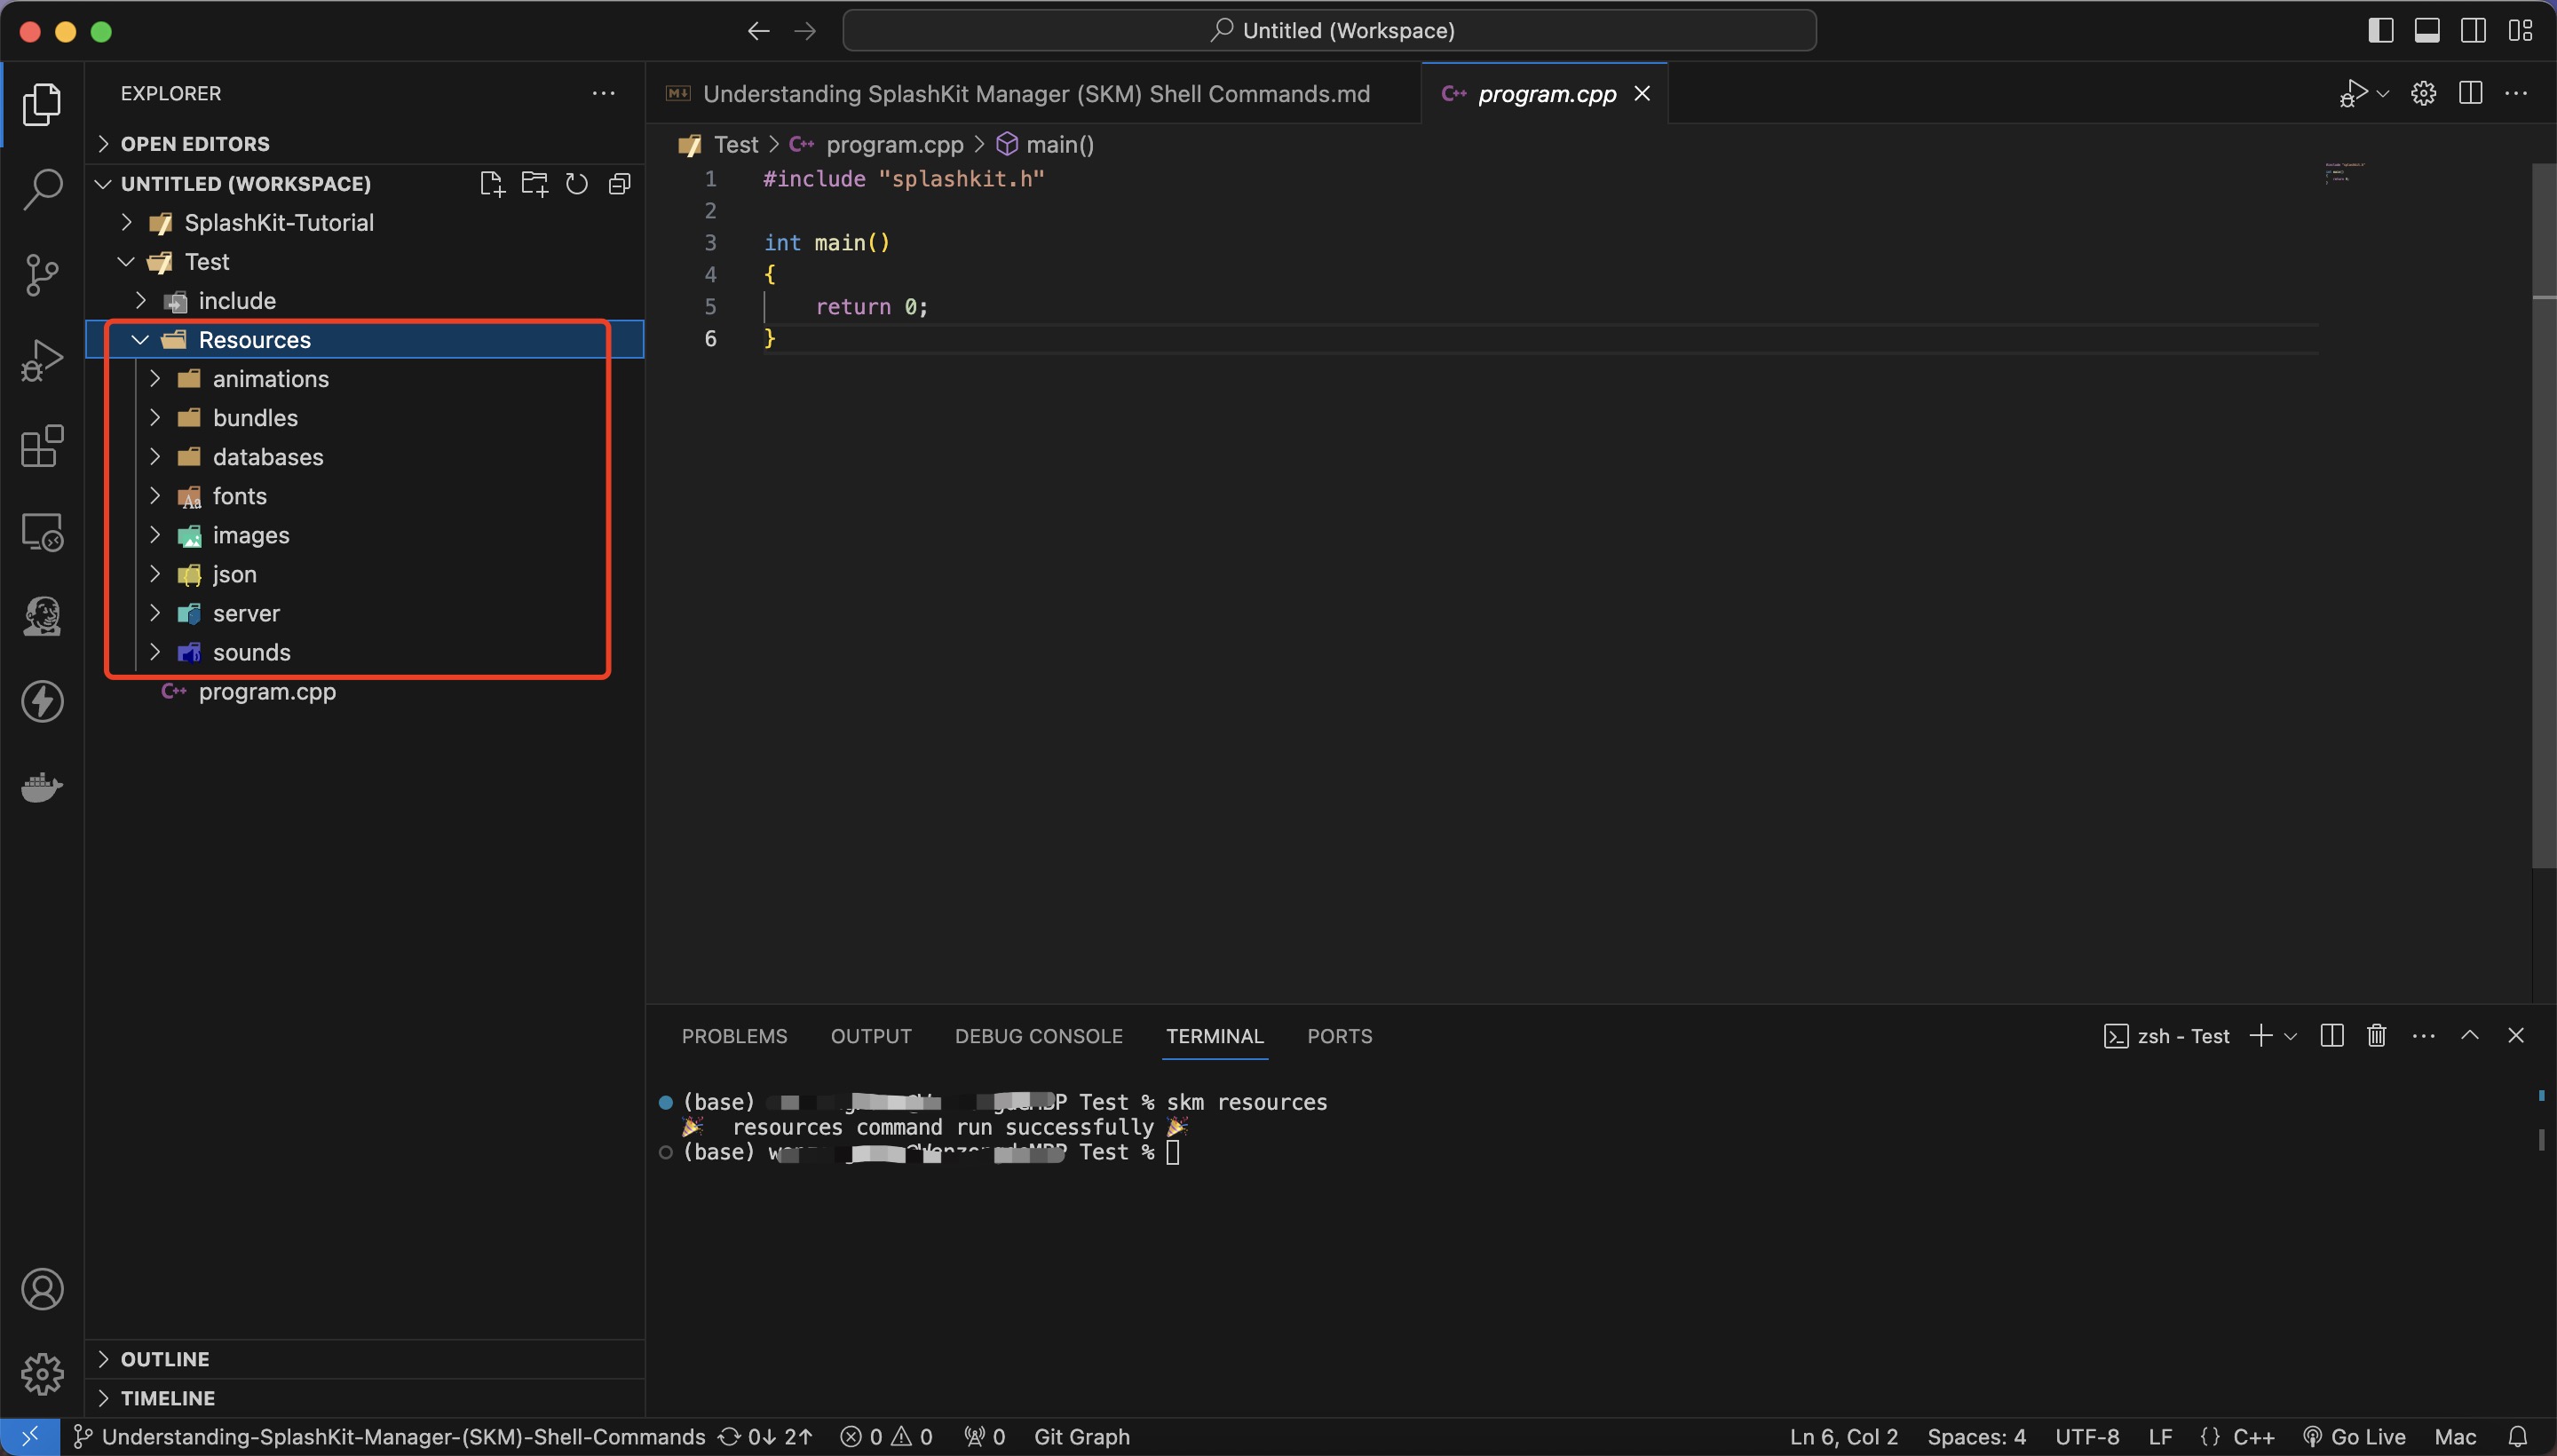 Untitled (Workspace)
EXPLORER
OPEN EDITORS
UNTITLED (WORKSPACE)
SplashKit-Tutorial
Test
include
Resources
animations
bundles
databases
fonts
images
json
server
sounds
program.cpp
OUTLINE
TIMELINE
Understanding SplashKit Manager (SKM) Shell Commands.md
program.cpp
Test > program.cpp > main()
1 #include "splashkit.h"
2
3 int main()
4 {
5 return 0;
6 }
PROBLEMS OUTPUT DEBUG CONSOLE TERMINAL PORTS
zsh - Test
(base) Test % skm resources
🎉 resources command run successfully 🎉
(base) Test %
Understanding-SplashKit-Manager-(SKM)-Shell-Commands 0↓ 2↑ 0 0 0 Git Graph Ln 6, Col 2 Spaces: 4 UTF-8 LF {} C++ Go Live Mac